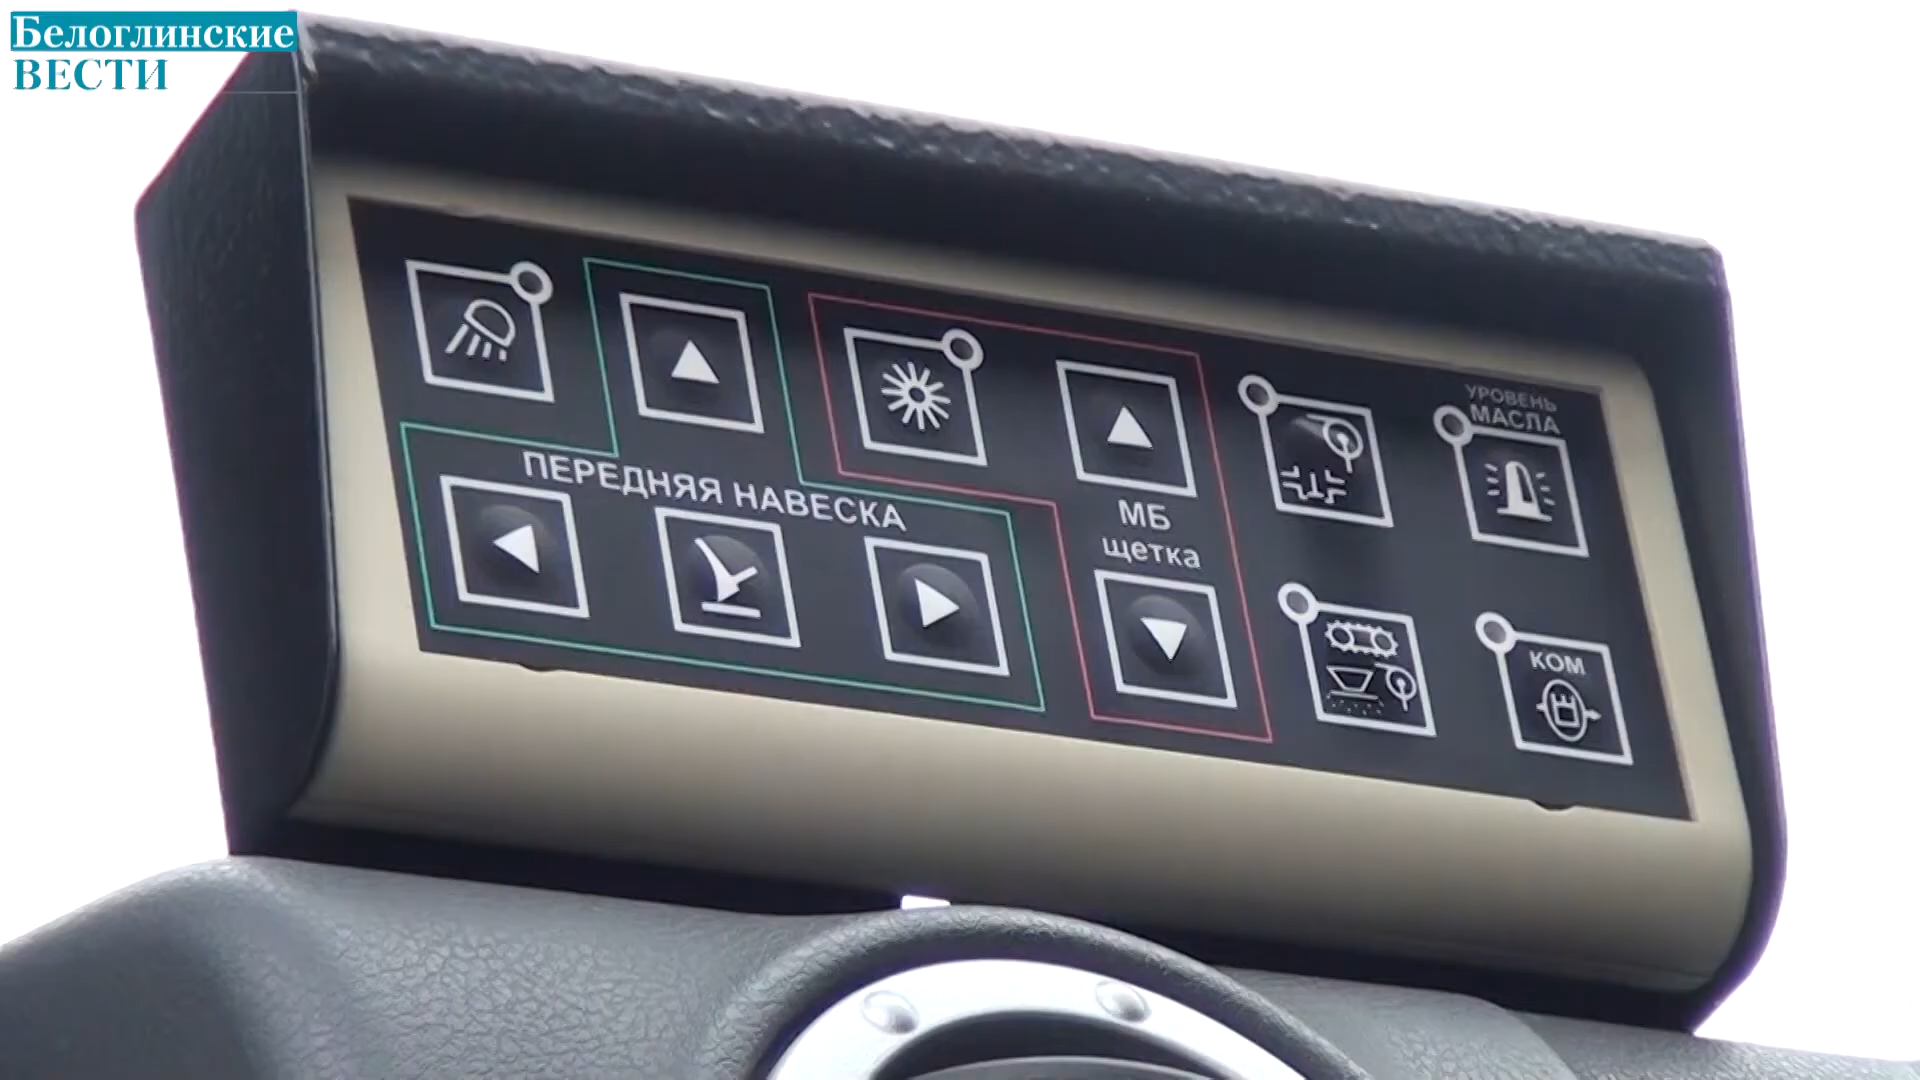 Белоглинские
ВЕСТИ
УРОВЕНЬ
МАСЛА
ПЕРЕДНЯЯ НАВЕСКА
МБ
щетка
КОМ